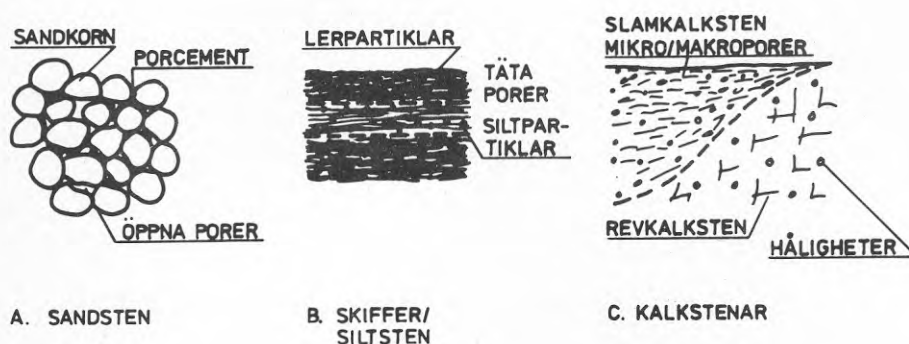 SANDKORN
PORCEMENT
ÖPPNA PORER
A. SANDSTEN
LERPARTIKLAR
TÄTA
PORER
SILTPAR-
TIKLAR
B. SKIFFER/
SILTSTEN
SLAMKALKSTEN
MIKRO/MAKROPORER
REVKALKSTEN
HÅLIGHETER
C. KALKSTENAR